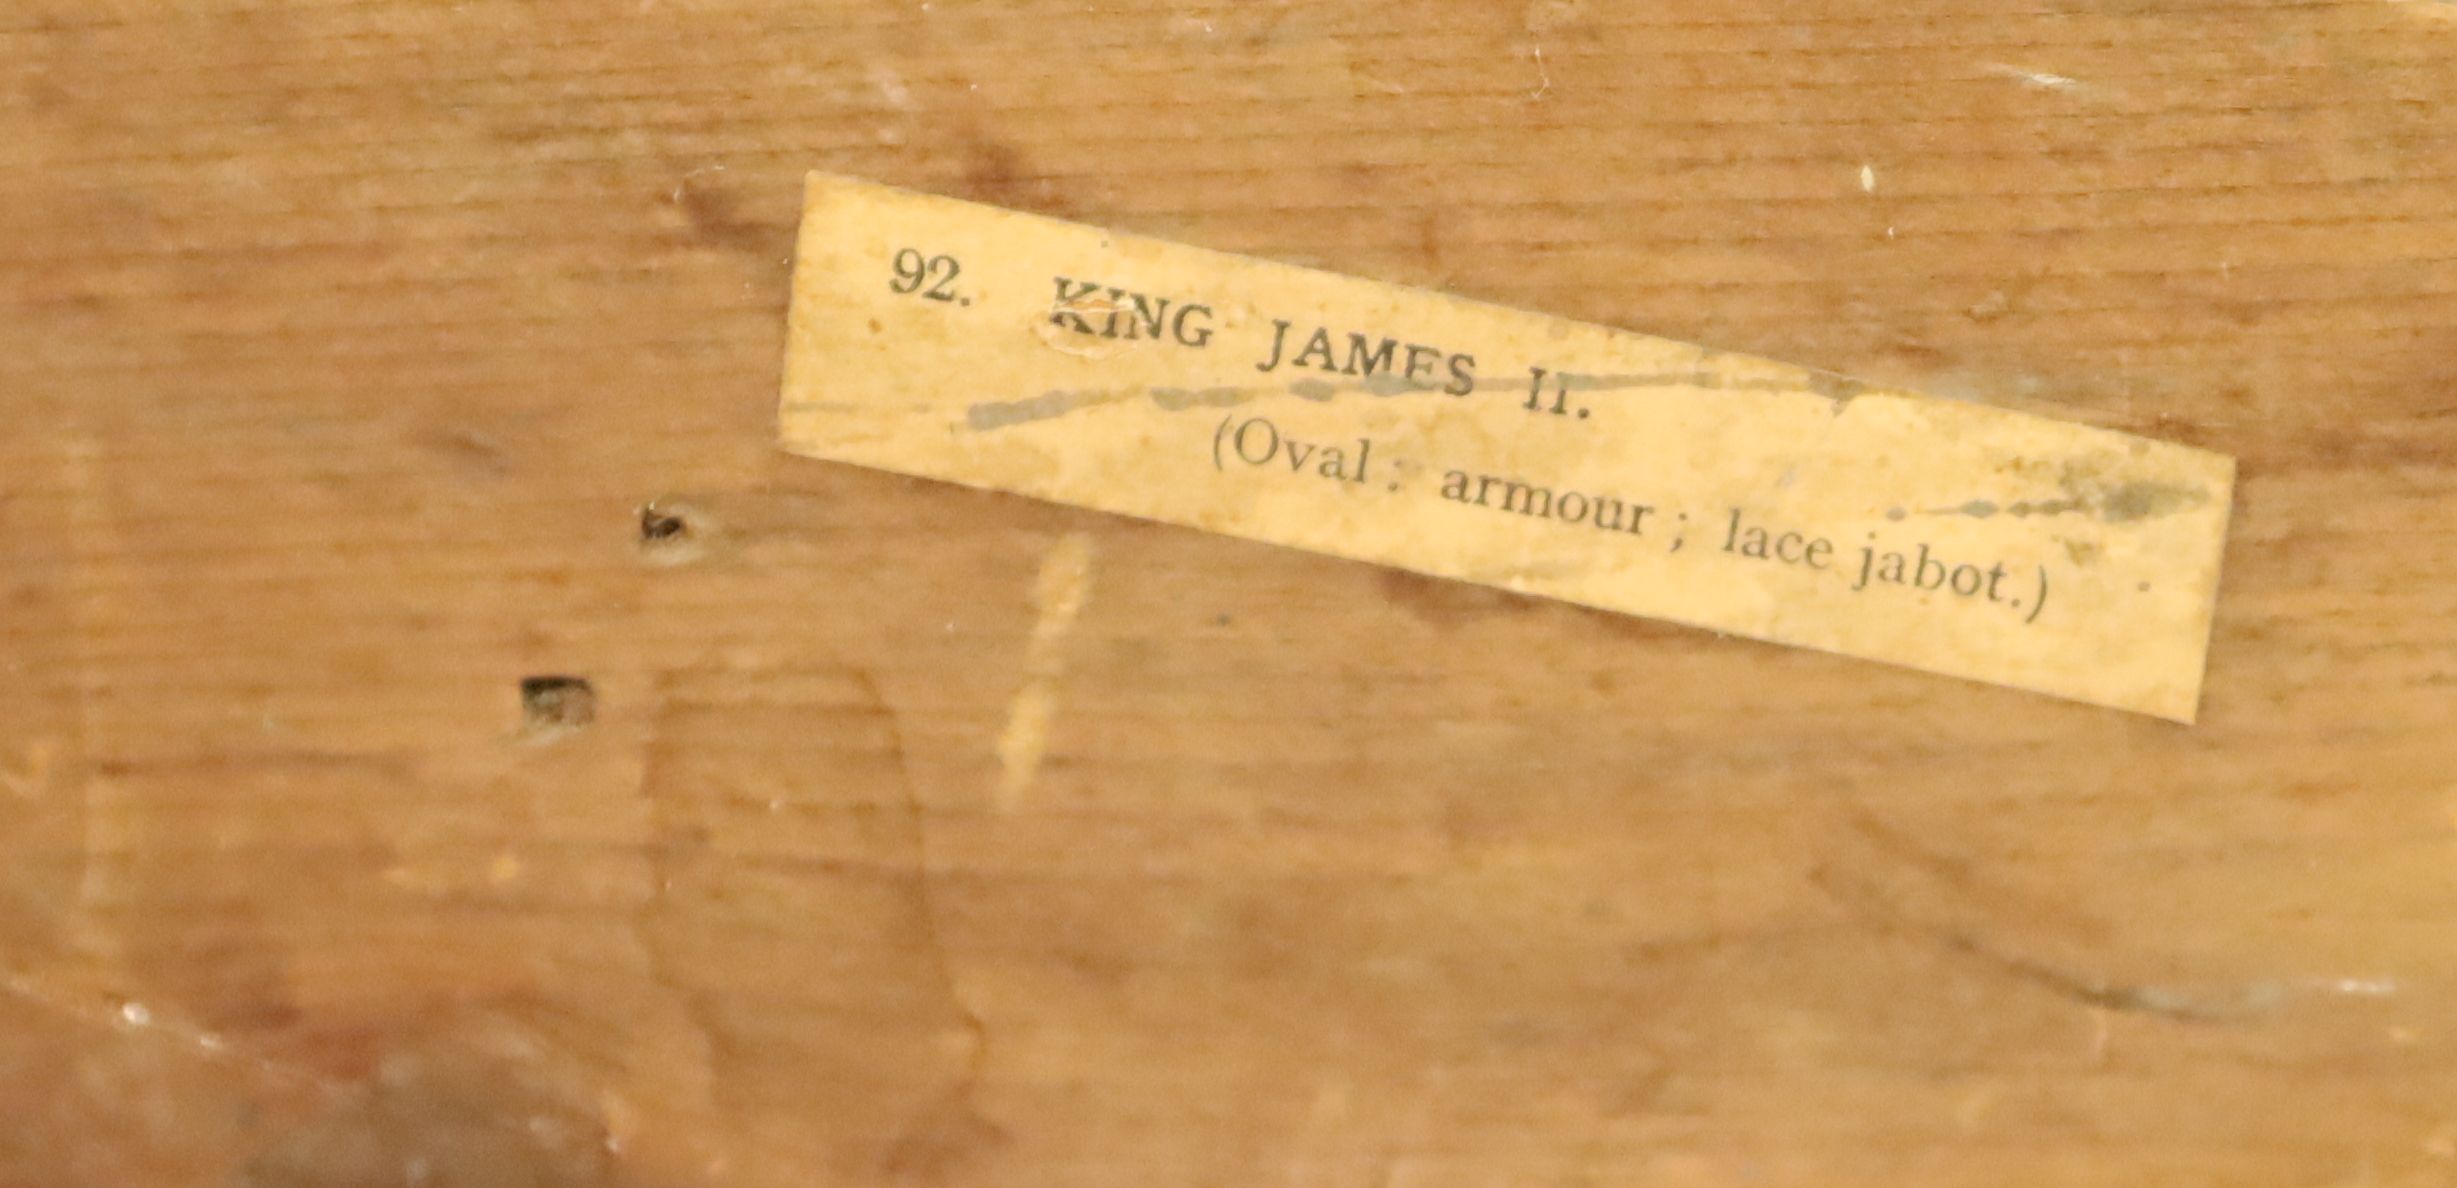 92. KING JAMES II.
(Oval: armour; lace jabot.)